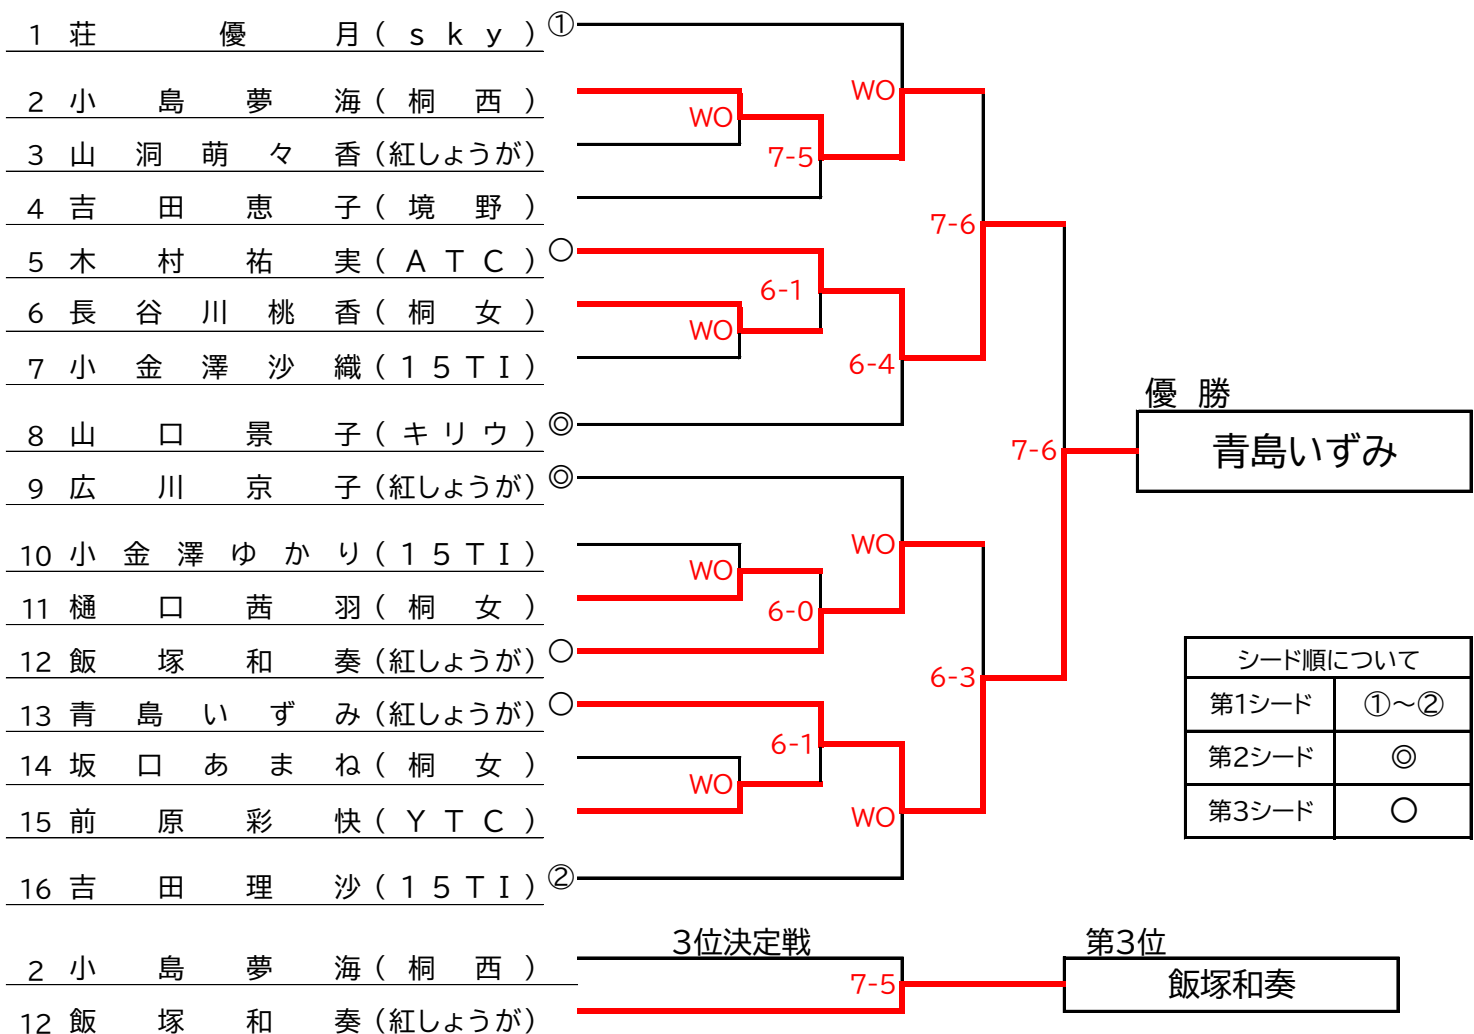 1 荘優月(sky) ①
WO
2 小島夢海(桐西)
WO
3 山洞萌々香(紅しょうが)
7-5
4 吉田恵子(境野)
7-6
5 木村祐実(ATC) ○
6-1
6 長谷川桃香(桐女)
WO
7 小金澤沙織(15TI)
6-4
優勝
8 山口景子(キリウ) ◎
7-6
青島いずみ
9 広川京子(紅しょうが) ◎
WO
10 小金澤ゆかり(15TI)
WO
11 樋口茜羽(桐女)
6-0
12 飯塚和奏(紅しょうが) ○
6-3
13 青島いずみ(紅しょうが) ○
6-1
14 坂口あまね(桐女)
WO
15 前原彩快(YTC)
WO
16 吉田理沙(15TI) ②
シード順について
第1シード ①~②
第2シード ◎
第3シード ○
3位決定戦
第3位
2 小島夢海(桐西)
7-5
飯塚和奏
12 飯塚和奏(紅しょうが)